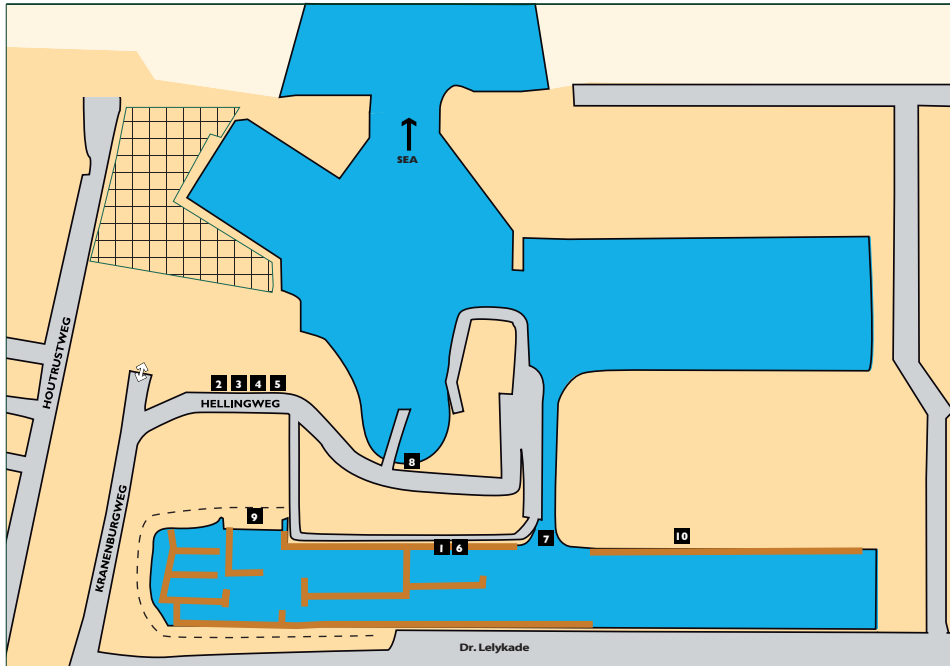 SEA
HOUTRUSTWEG
2 3 4 5
HELLINGWEG
8
KRANENBURGWEG
9
1 6
7
10
Dr. Lelykade